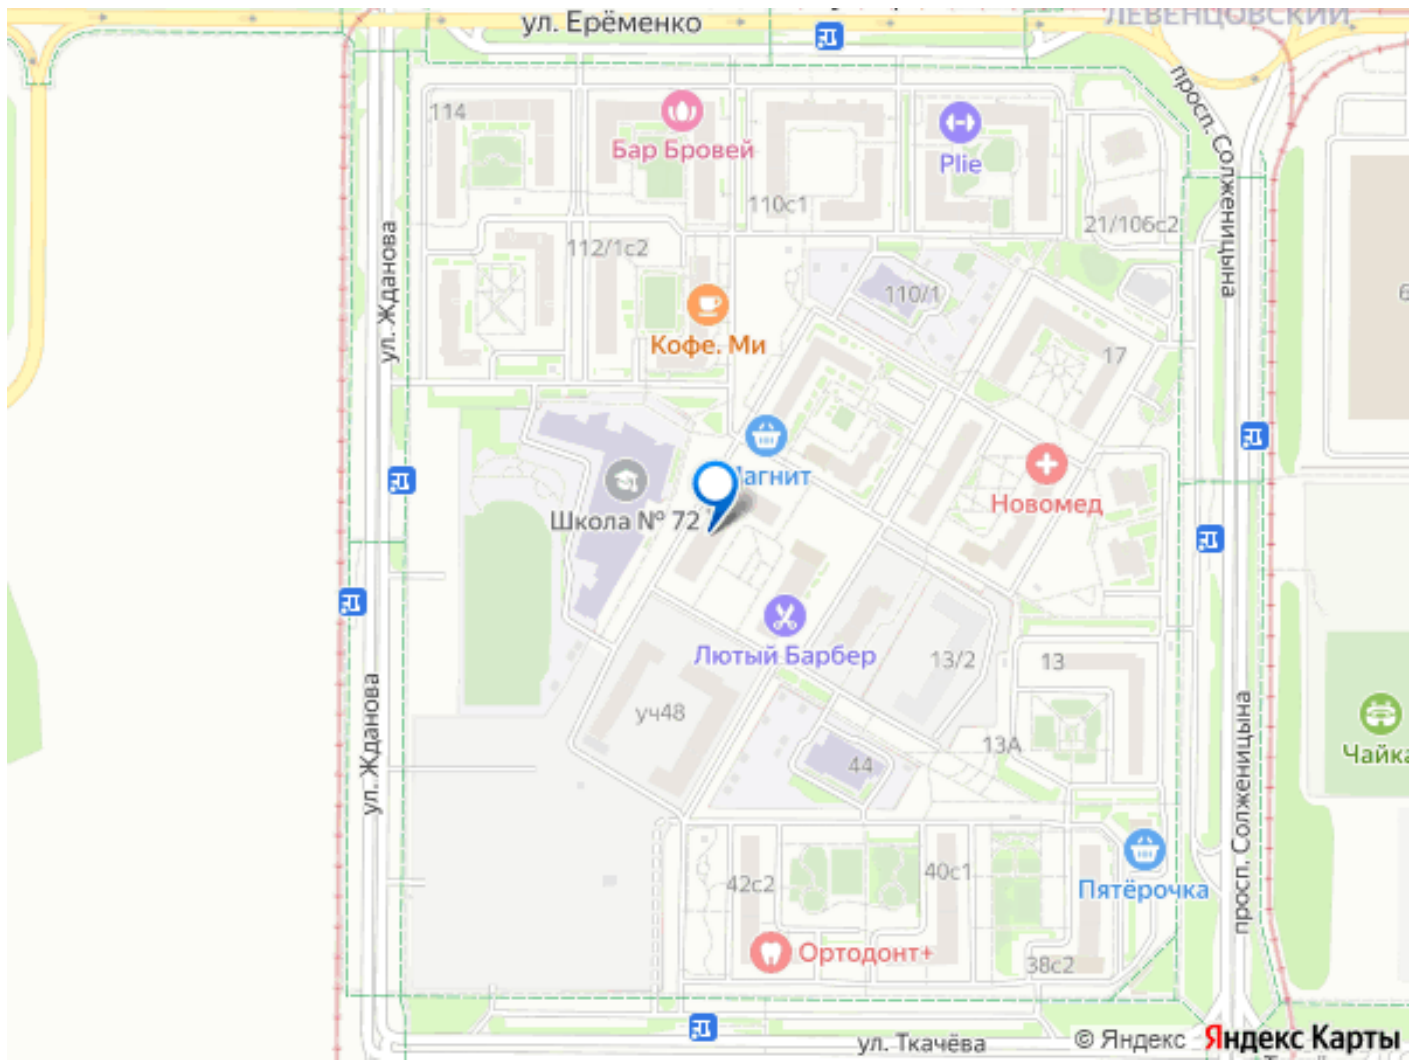 ул. Ерёменко
ЛЕВЕНЦОВСКИЙ
просп. Солженицына
114
Бар Бровей
Plie
110с1
21/106с2
ул. Жданова
112/1с2
110/1
6
Кофе. Ми
17
Магнит
Новомед
Школа № 72
Лютый Барбер
13/2
13
уч48
ул. Жданова
13А
44
просп. Солженицына
Чайка
42с2
40с1
Пятёрочка
Ортодонт+
38с2
ул. Ткачёва
© Яндекс Яндекс Карты